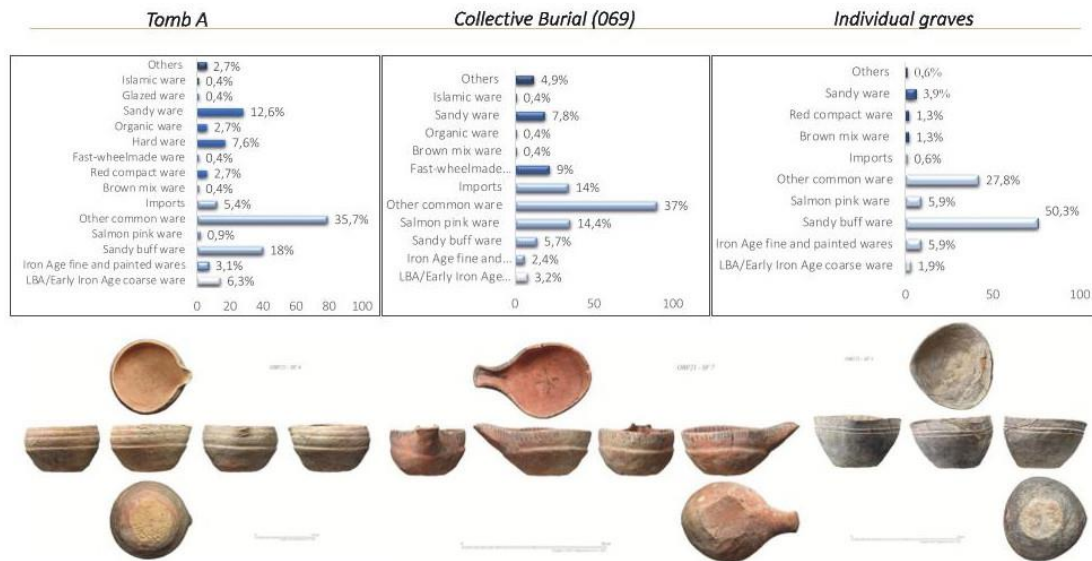 Tomb A
Others 2,7%
Islamic ware 0,4%
Glazed ware 0,4%
Sandy ware 12,6%
Organic ware 2,7%
Hard ware 7,6%
Fast-wheelmade ware 0,4%
Red compact ware 2,7%
Brown mix ware 0,4%
Imports 5,4%
Other common ware 35,7%
Salmon pink ware 0,9%
Sandy buff ware 18%
Iron Age fine and painted wares 3,1%
LBA/Early Iron Age coarse ware 6,3%
0 20 40 60 80 100
Collective Burial (069)
Others 4,9%
Islamic ware 0,4%
Sandy ware 7,8%
Organic ware 0,4%
Brown mix ware 0,4%
Fast-wheelmade... 9%
Imports 14%
Other common ware 37%
Salmon pink ware 14,4%
Sandy buff ware 5,7%
Iron Age fine and... 2,4%
LBA/Early Iron Age... 3,2%
0 50 100
Individual graves
Others 0,6%
Sandy ware 3,9%
Red compact ware 1,3%
Brown mix ware 1,3%
Imports 0,6%
Other common ware 27,8%
Salmon pink ware 5,9%
Sandy buff ware 50,3%
Iron Age fine and painted wares 5,9%
LBA/Early Iron Age coarse ware 1,9%
0 50 100